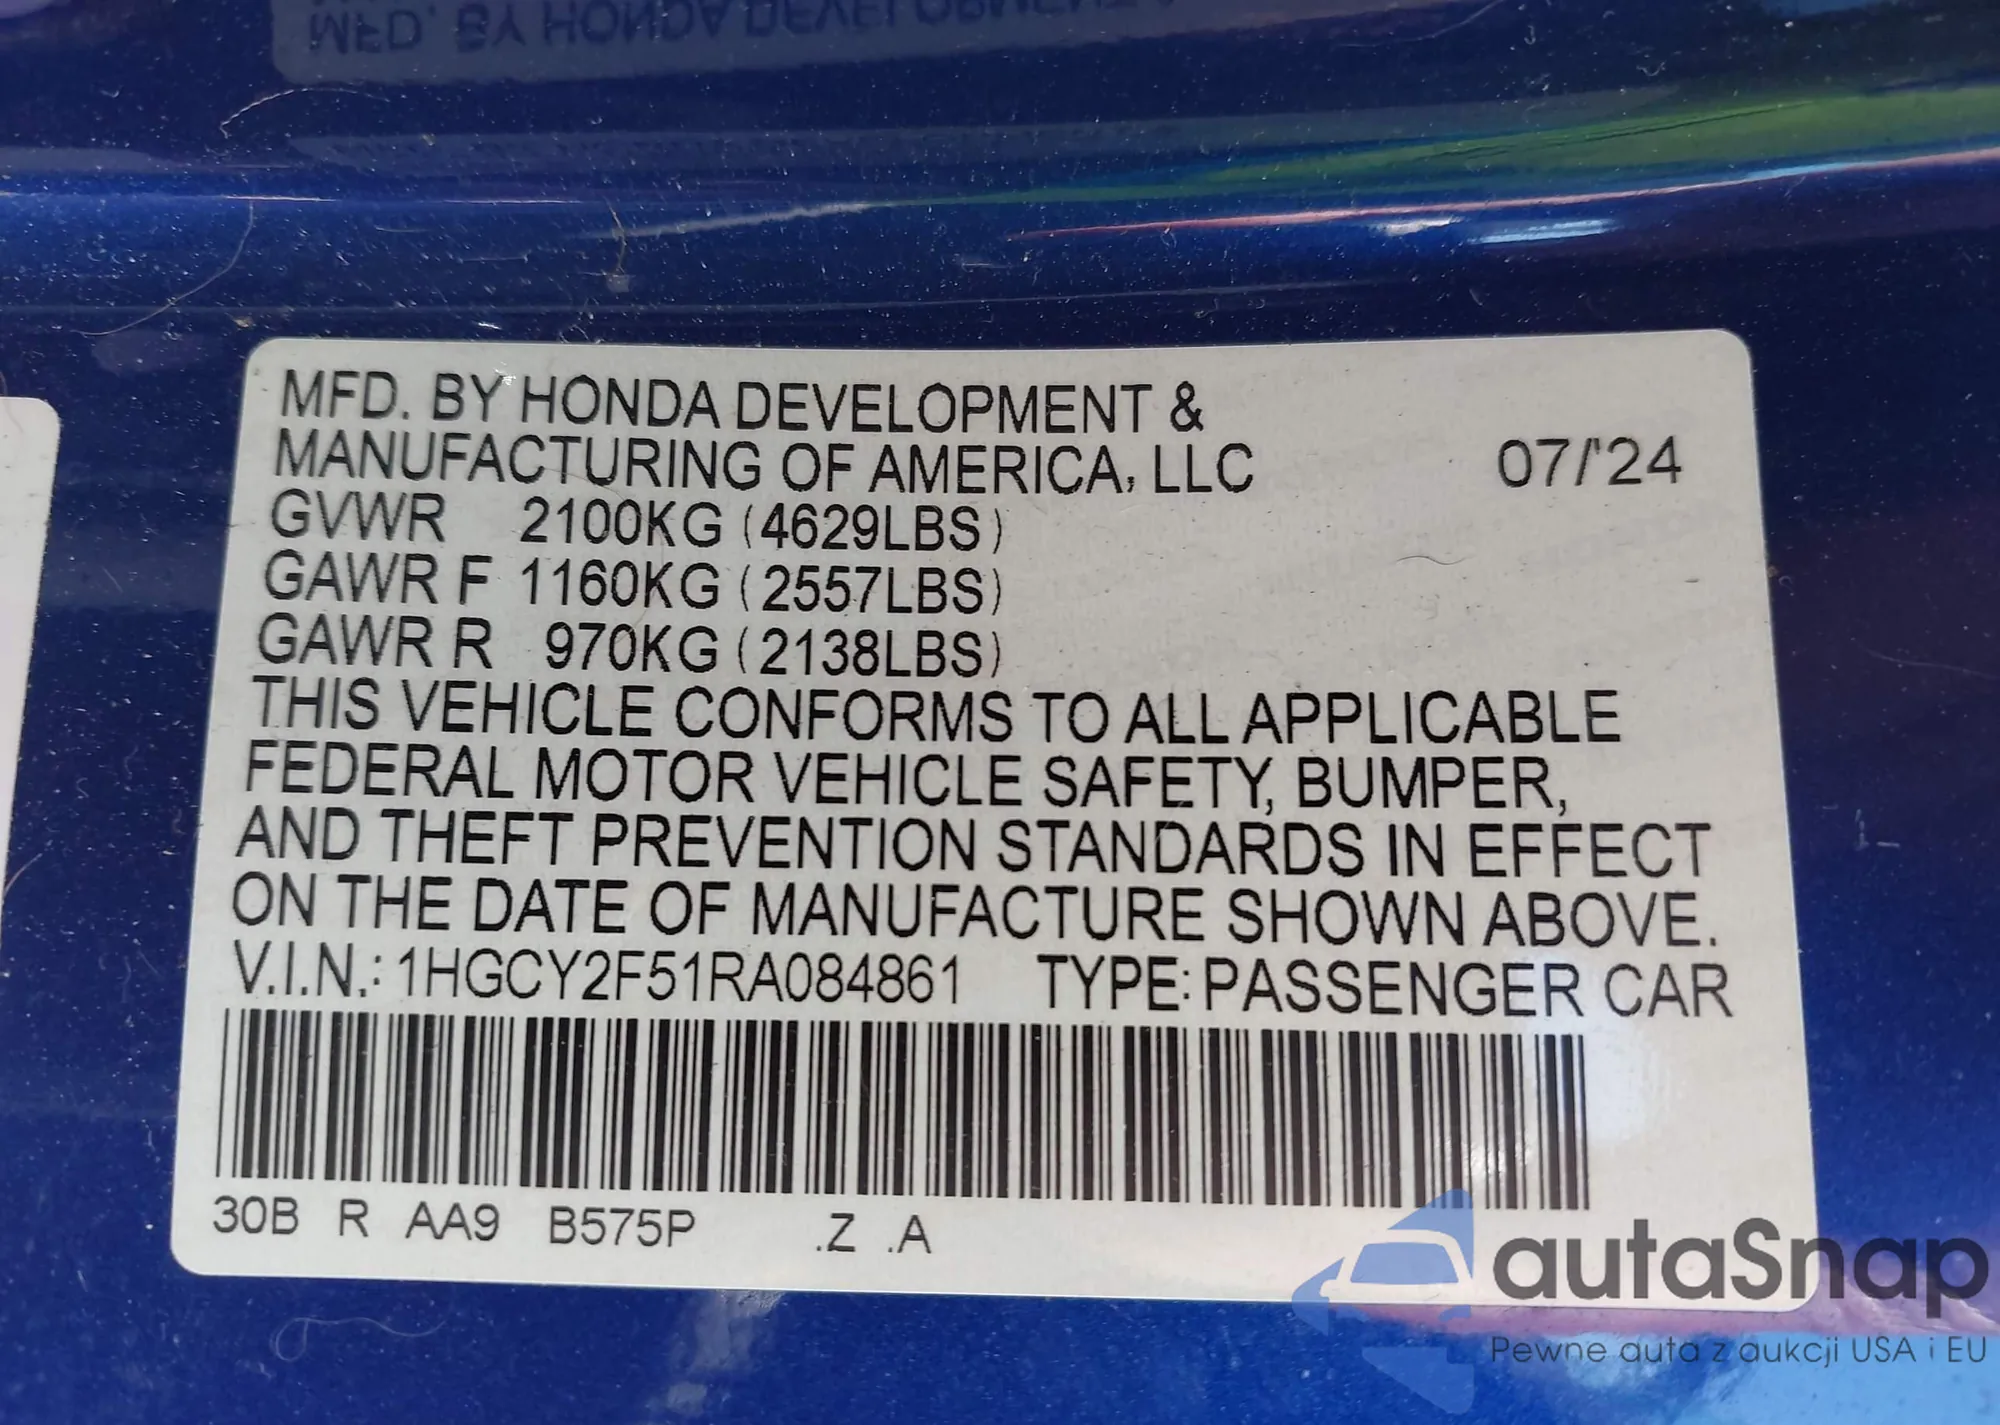 MFD. BY HONDA DEVELOPMENT &
MANUFACTURING OF AMERICA, LLC 07/'24
GVWR 2100KG (4629LBS)
GAWR F 1160KG (2557LBS)
GAWR R 970KG (2138LBS)
THIS VEHICLE CONFORMS TO ALL APPLICABLE
FEDERAL MOTOR VEHICLE SAFETY, BUMPER,
AND THEFT PREVENTION STANDARDS IN EFFECT
ON THE DATE OF MANUFACTURE SHOWN ABOVE.
V.I.N.: 1HGCY2F51RA084861 TYPE: PASSENGER CAR
30B R AA9 B575P .Z .A
autaSnap
Pewne auta z aukcji USA i EU